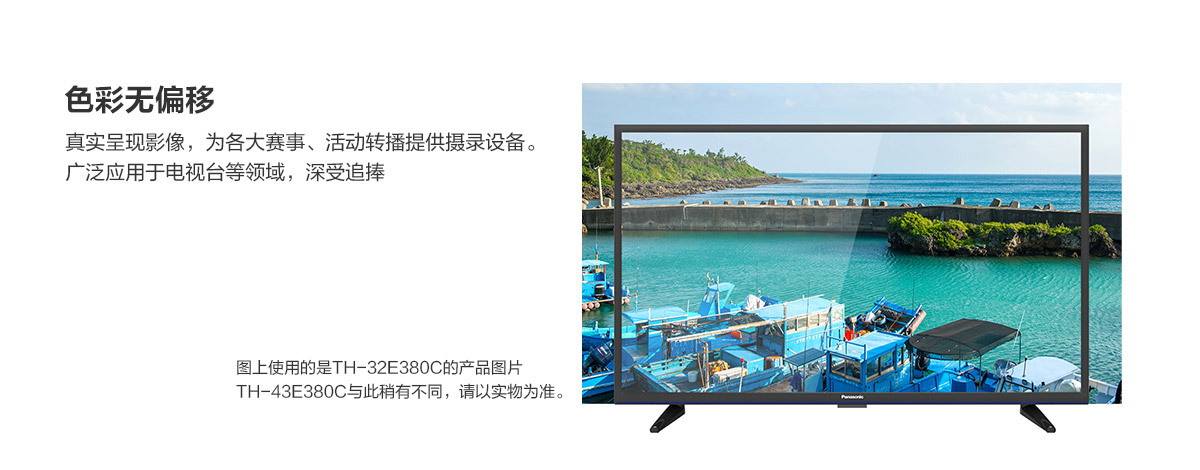 色彩无偏移
真实呈现影像，为各大赛事、活动转播提供摄录设备。
广泛应用于电视台等领域，深受追捧
图上使用的是TH-32E380C的产品图片
TH-43E380C与此稍有不同，请以实物为准。
Panasonic